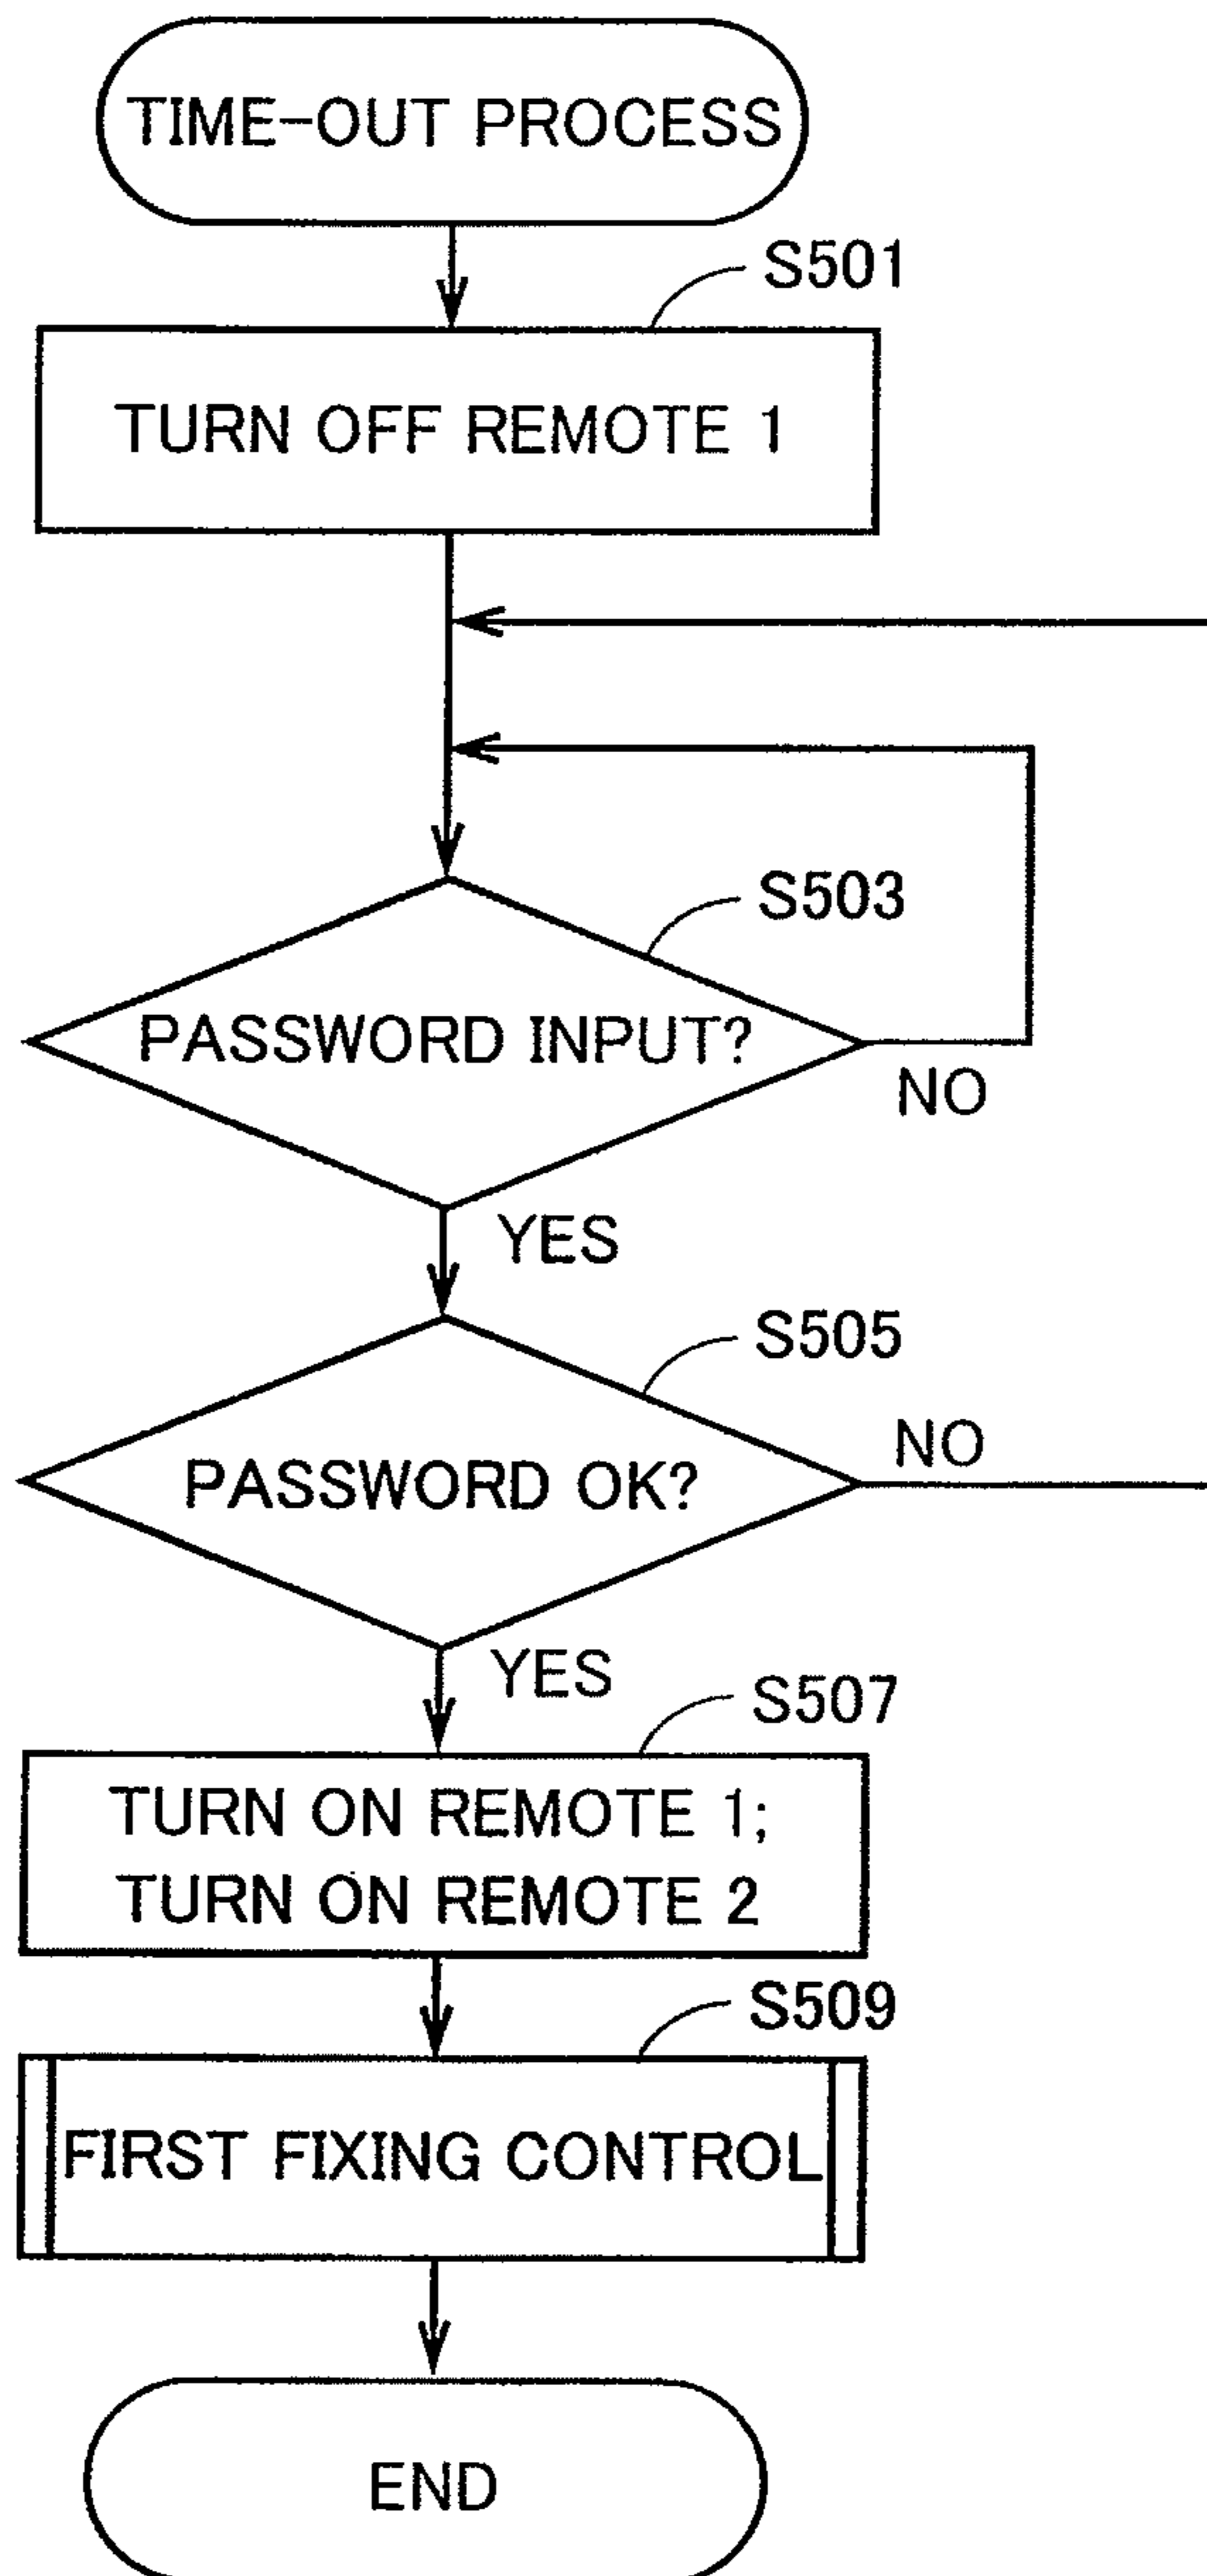 TIME-OUT PROCESS
S501
TURN OFF REMOTE 1
S503
PASSWORD INPUT?
NO
YES
S505
PASSWORD OK?
NO
YES
S507
TURN ON REMOTE 1;
TURN ON REMOTE 2
S509
FIRST FIXING CONTROL
END